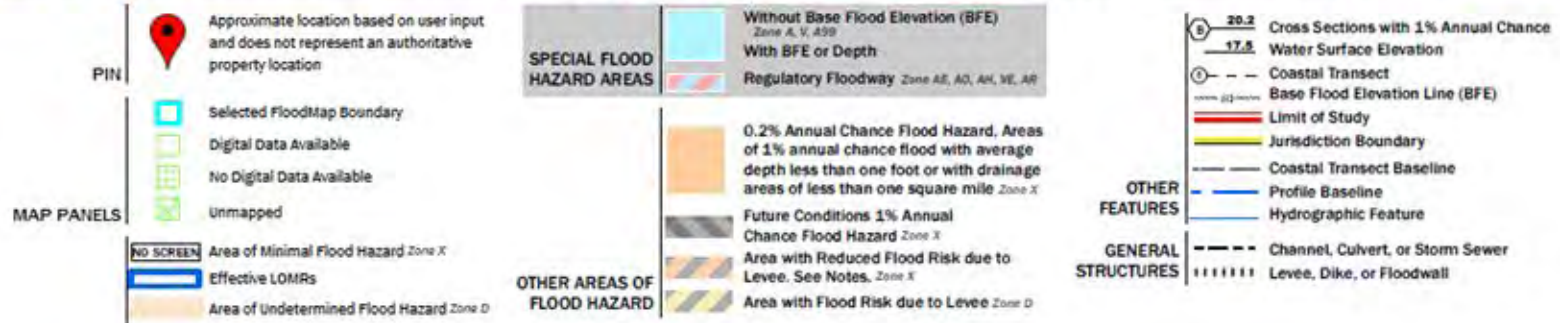 PIN
Approximate location based on user input
and does not represent an authoritative
property location
MAP PANELS
Selected FloodMap Boundary
Digital Data Available
No Digital Data Available
Unmapped
NO SCREEN Area of Minimal Flood Hazard Zone X
Effective LOMRs
Area of Undetermined Flood Hazard Zone D
SPECIAL FLOOD
HAZARD AREAS
Without Base Flood Elevation (BFE)
Zone A, V, A99
With BFE or Depth
Regulatory Floodway Zone AE, AO, AH, VE, AR
OTHER AREAS OF
FLOOD HAZARD
0.2% Annual Chance Flood Hazard, Areas
of 1% annual chance flood with average
depth less than one foot or with drainage
areas of less than one square mile Zone X
Future Conditions 1% Annual
Chance Flood Hazard Zone X
Area with Reduced Flood Risk due to
Levee. See Notes. Zone X
Area with Flood Risk due to Levee Zone D
OTHER
FEATURES
B 20.2 Cross Sections with 1% Annual Chance
17.5 Water Surface Elevation
Coastal Transect
Base Flood Elevation Line (BFE)
Limit of Study
Jurisdiction Boundary
Coastal Transect Baseline
Profile Baseline
Hydrographic Feature
GENERAL
STRUCTURES
Channel, Culvert, or Storm Sewer
Levee, Dike, or Floodwall